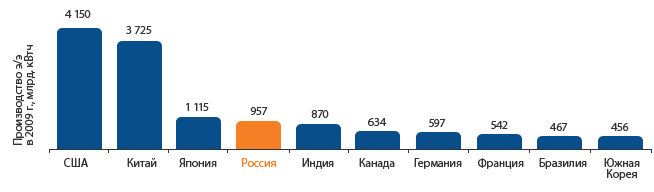 Производство э/э
в 2009 г., млрд. кВтч
4 150
3 725
1 115
957
870
634
597
542
467
456
США
Китай
Япония
Россия
Индия
Канада
Германия
Франция
Бразилия
Южная
Корея